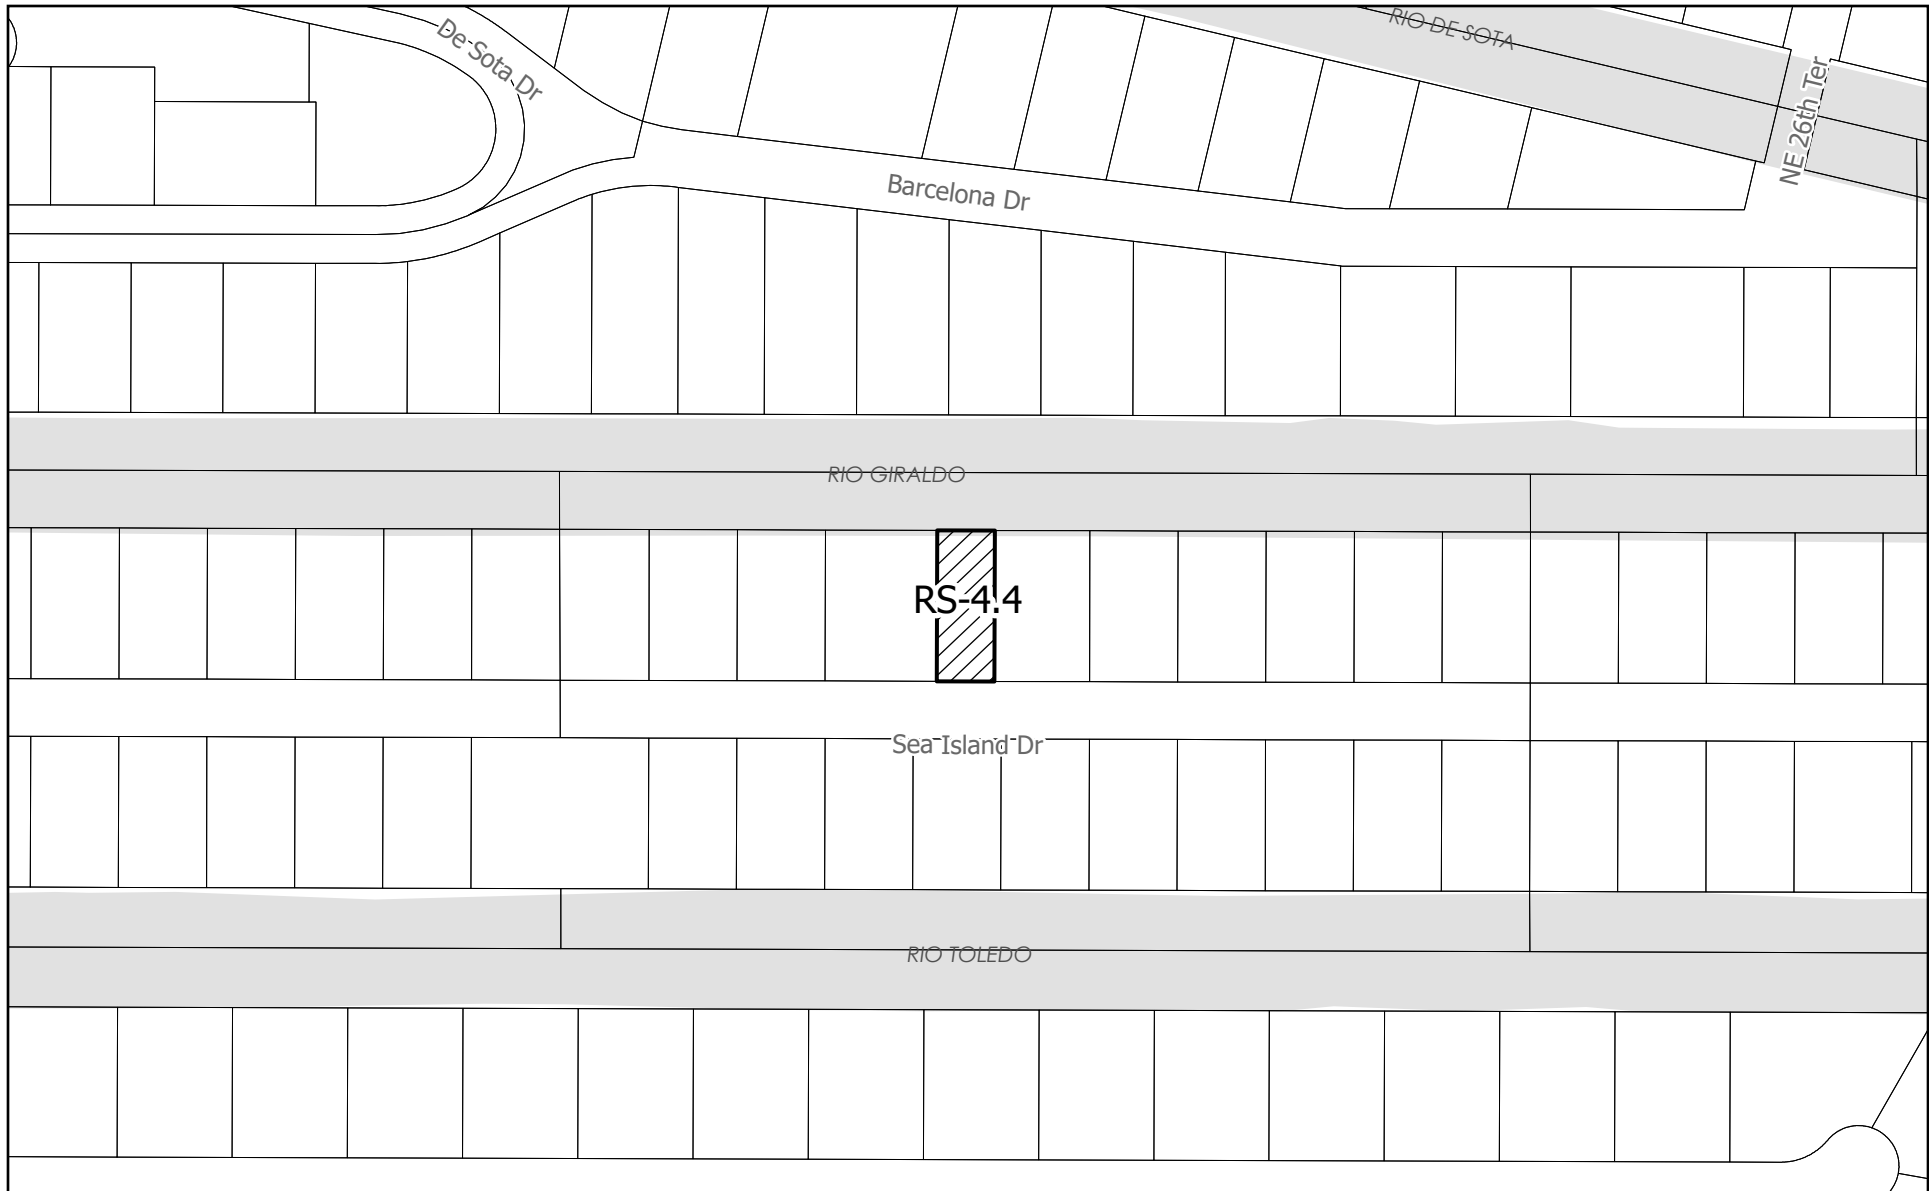 RIO DE SOTA
De Sota Dr
NE 26th Ter
Barcelona Dr
RIO GIRALDO
RS-4.4
Sea Island Dr
RIO TOLEDO